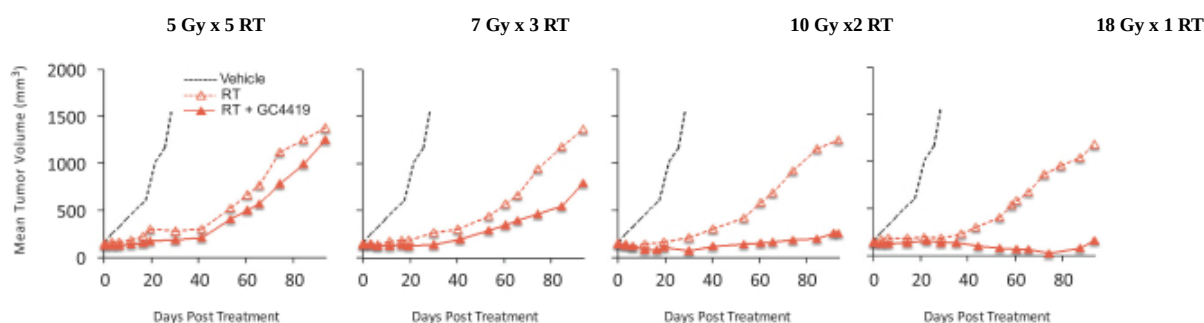 5 Gy x 5 RT
7 Gy x 3 RT
10 Gy x2 RT
18 Gy x 1 RT
Mean Tumor Volume (mm³)
2000
1500
1000
500
0
Vehicle
RT
RT + GC4419
0 20 40 60 80
0 20 40 60 80
0 20 40 60 80
0 20 40 60 80
Days Post Treatment
Days Post Treatment
Days Post Treatment
Days Post Treatment